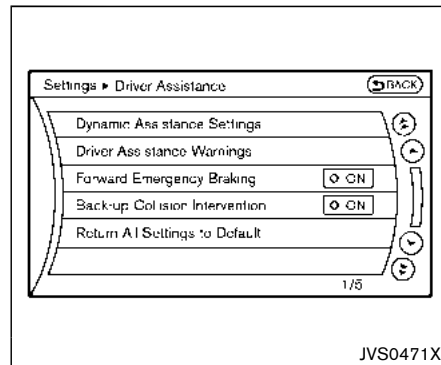 Settings ▸ Driver Assistance
BACK
Dynamic Assistance Settings
Driver Assistance Warnings
Forward Emergency Braking
ON
Back-up Collision Intervention
ON
Return All Settings to Default
1/5
JVS0471X